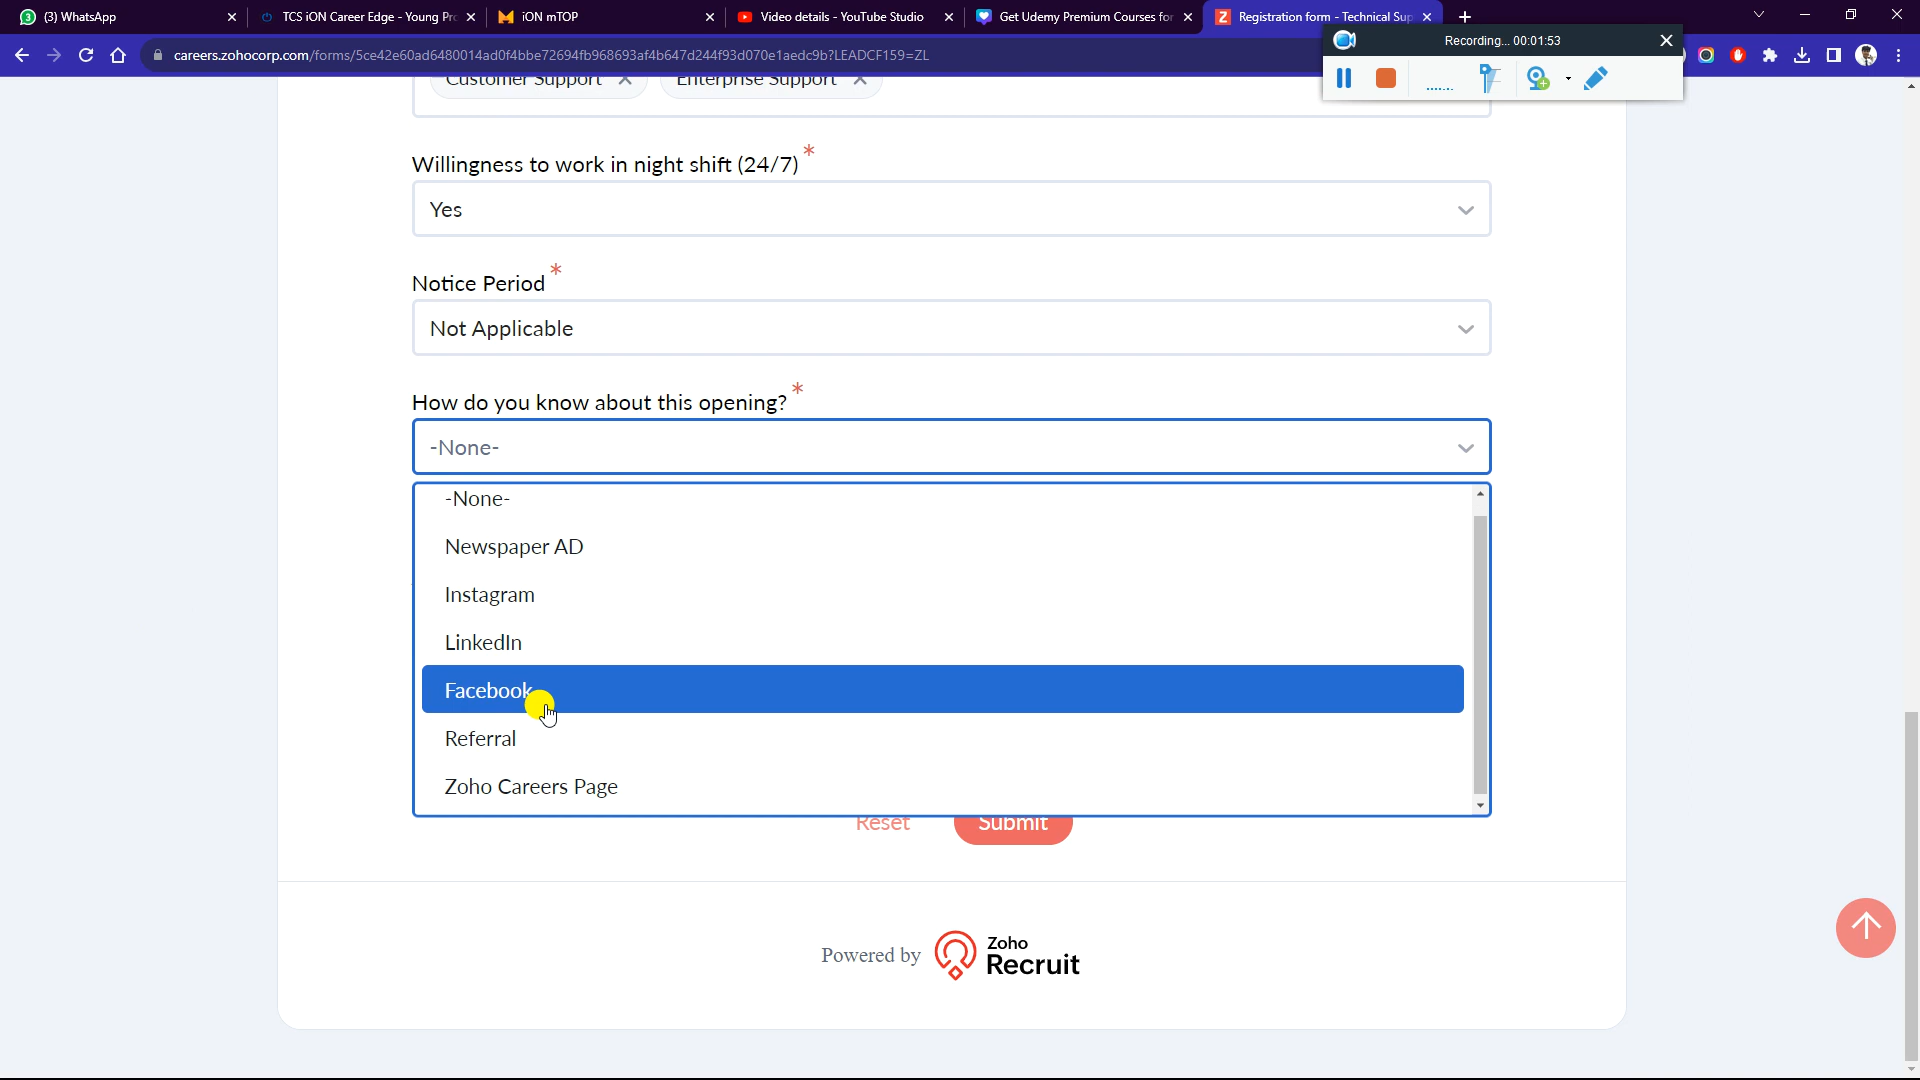 (3) WhatsApp
TCS iON Career Edge - Young Pr
iON mTOP
Video details - YouTube Studio
Get Udemy Premium Courses for
Registration form - Technical Sup
careers.zohocorp.com/forms/5ce42e60ad6480014ad0f4bbe72694fb968693af4b647d244f93d070e1aedc9b?LEADCF159=ZL
Recording... 00:01:53
Customer Support
Enterprise Support
Willingness to work in night shift (24/7) *
Yes
Notice Period *
Not Applicable
How do you know about this opening? *
-None-
-None-
Newspaper AD
Instagram
LinkedIn
Facebook
Referral
Zoho Careers Page
Reset
Submit
Powered by
Zoho
Recruit